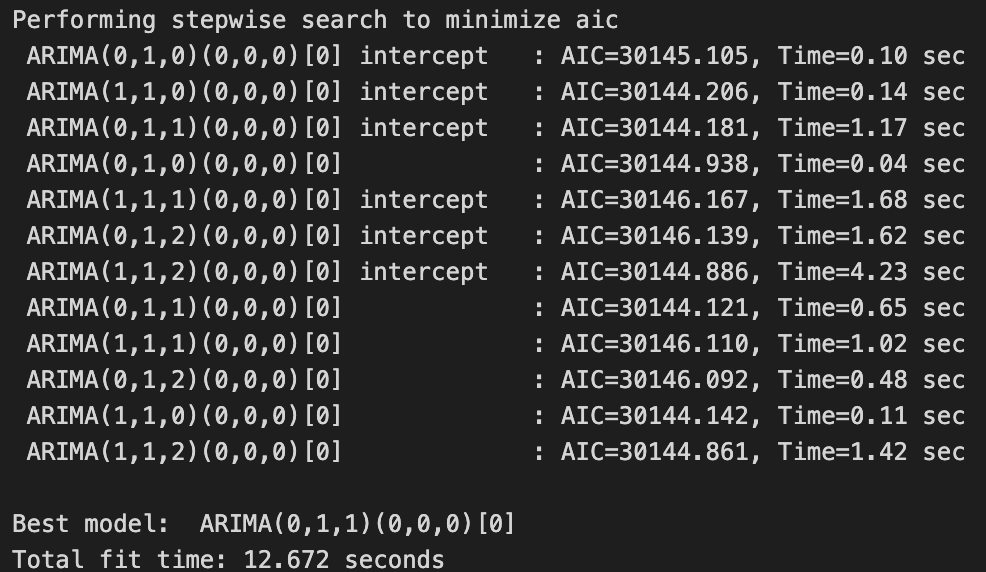 Performing stepwise search to minimize aic
ARIMA(0,1,0)(0,0,0)[0] intercept   : AIC=30145.105, Time=0.10 sec
ARIMA(1,1,0)(0,0,0)[0] intercept   : AIC=30144.206, Time=0.14 sec
ARIMA(0,1,1)(0,0,0)[0] intercept   : AIC=30144.181, Time=1.17 sec
ARIMA(0,1,0)(0,0,0)[0]             : AIC=30144.938, Time=0.04 sec
ARIMA(1,1,1)(0,0,0)[0] intercept   : AIC=30146.167, Time=1.68 sec
ARIMA(0,1,2)(0,0,0)[0] intercept   : AIC=30146.139, Time=1.62 sec
ARIMA(1,1,2)(0,0,0)[0] intercept   : AIC=30144.886, Time=4.23 sec
ARIMA(0,1,1)(0,0,0)[0]             : AIC=30144.121, Time=0.65 sec
ARIMA(1,1,1)(0,0,0)[0]             : AIC=30146.110, Time=1.02 sec
ARIMA(0,1,2)(0,0,0)[0]             : AIC=30146.092, Time=0.48 sec
ARIMA(1,1,0)(0,0,0)[0]             : AIC=30144.142, Time=0.11 sec
ARIMA(1,1,2)(0,0,0)[0]             : AIC=30144.861, Time=1.42 sec
Best model:  ARIMA(0,1,1)(0,0,0)[0]
Total fit time: 12.672 seconds